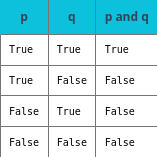 p q p and q
True True True
True False False
False True False
False False False